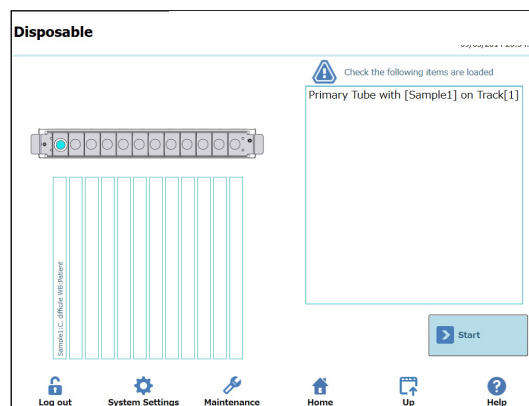 Disposable
Check the following items are loaded
Primary Tube with [Sample1] on Track[1]
Sample1:C. difficile WB:Patient
Start
Log out
System Settings
Maintenance
Home
Up
Help